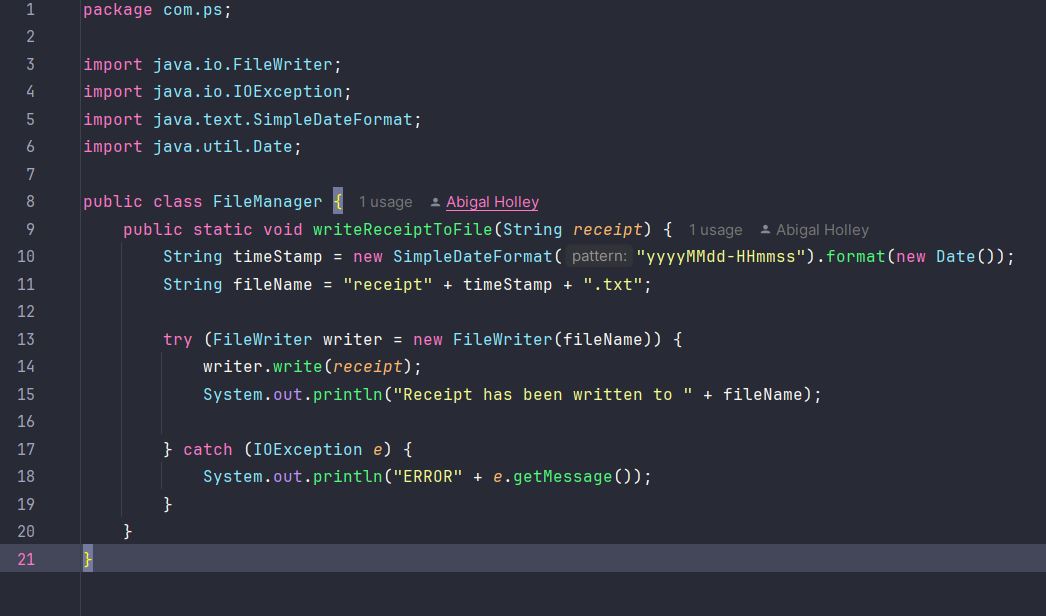 1 package com.ps;
2
3 import java.io.FileWriter;
4 import java.io.IOException;
5 import java.text.SimpleDateFormat;
6 import java.util.Date;
7
8 public class FileManager { 1 usage Abigal Holley
9 public static void writeReceiptToFile(String receipt) { 1 usage Abigal Holley
10 String timeStamp = new SimpleDateFormat( pattern: "yyyyMMdd-HHmmss").format(new Date());
11 String fileName = "receipt" + timeStamp + ".txt";
12
13 try (FileWriter writer = new FileWriter(fileName)) {
14 writer.write(receipt);
15 System.out.println("Receipt has been written to " + fileName);
16
17 } catch (IOException e) {
18 System.out.println("ERROR" + e.getMessage());
19 }
20 }
21 }